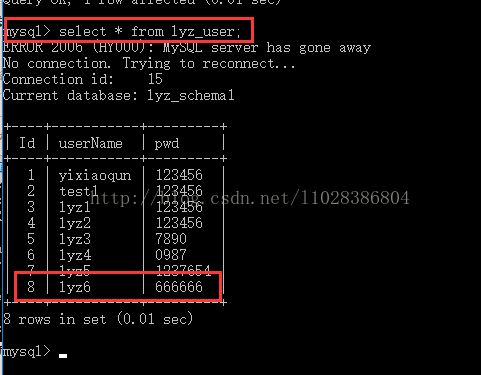 Query OK, 1 row affected (0.01 sec)
mysql> select * from lyz_user;
ERROR 2006 (HY000): MySQL server has gone away
No connection. Trying to reconnect...
Connection id:    15
Current database: lyz_schema1
+----+-----------+---------+
| Id | userName  | pwd     |
+----+-----------+---------+
|  1 | yixiaoqun | 123456  |
|  2 | test1     | 123456  |
|  3 | lyz1      | 123456  |
|  4 | lyz2      | 123456  |
|  5 | lyz3      | 7890    |
|  6 | lyz4      | 0987    |
|  7 | lyz5      | 1237654 |
|  8 | lyz6      | 666666  |
+----+-----------+---------+
8 rows in set (0.01 sec)
mysql>
http://blog.csdn.net/l1028386804